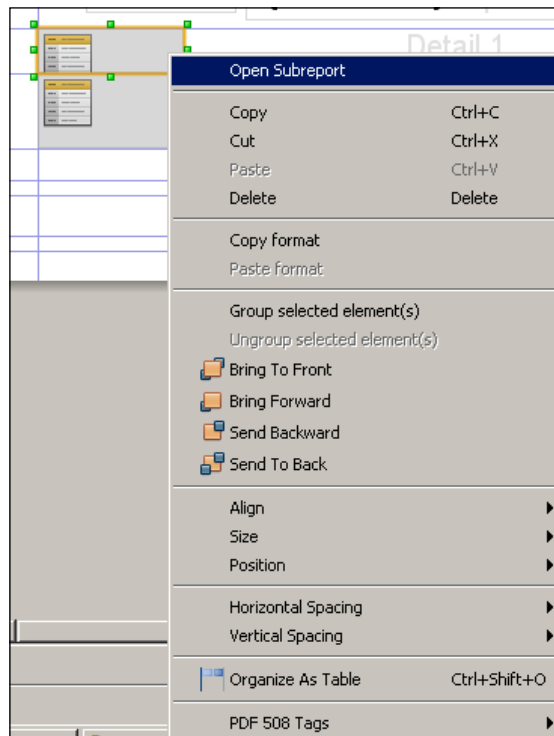 Detail 1
Open Subreport
Copy Ctrl+C
Cut Ctrl+X
Paste Ctrl+V
Delete Delete
Copy format
Paste format
Group selected element(s)
Ungroup selected element(s)
Bring To Front
Bring Forward
Send Backward
Send To Back
Align
Size
Position
Horizontal Spacing
Vertical Spacing
Organize As Table Ctrl+Shift+O
PDF 508 Tags